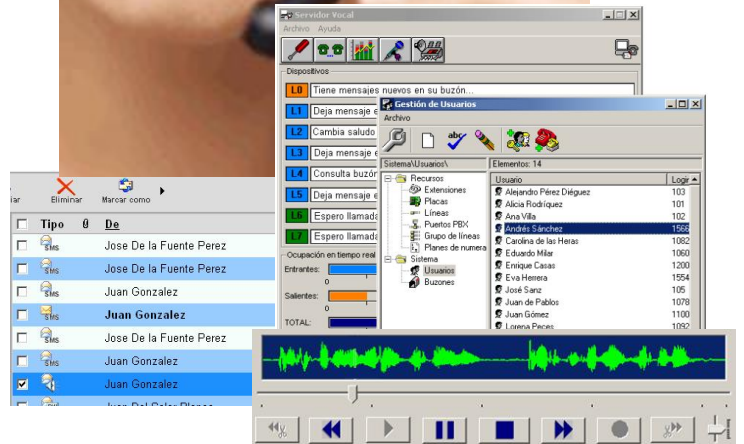 Servidor Vocal
Archivo Ayuda
Dispositivos
L0 Tiene mensajes nuevos en su buzón...
L1 Deja mensaje e
L2 Cambia saludo
L3 Deja mensaje e
L4 Consulta buzón
L5 Deja mensaje e
L6 Espero llamada
L7 Espero llamada
Ocupación en tiempo real
Entrantes:
0
Salientes:
0
TOTAL:
Gestión de Usuarios
Archivo
abc
Sistema\Usuarios\ Elementos: 14
Recursos
Extensiones
Placas
Líneas
Puertos PBX
Grupo de líneas
Planes de numera
Sistema
Usuarios
Buzones
Usuario Logir
Alejandro Pérez Diéguez 103
Alicia Rodríguez 101
Ana Villa 102
Andrés Sánchez 1566
Carolina de las Heras 1082
Eduardo Milar 1060
Enrique Casas 1200
Eva Herrera 1554
José Sanz 105
Juan de Pablos 1078
Juan Gómez 1100
Lorena Peces 1092
iar Eliminar Marcar como
Tipo De
SMS Jose De la Fuente Perez
SMS Jose De la Fuente Perez
SMS Juan Gonzalez
SMS Juan Gonzalez
SMS Jose De la Fuente Perez
SMS Juan Gonzalez
Juan Gonzalez